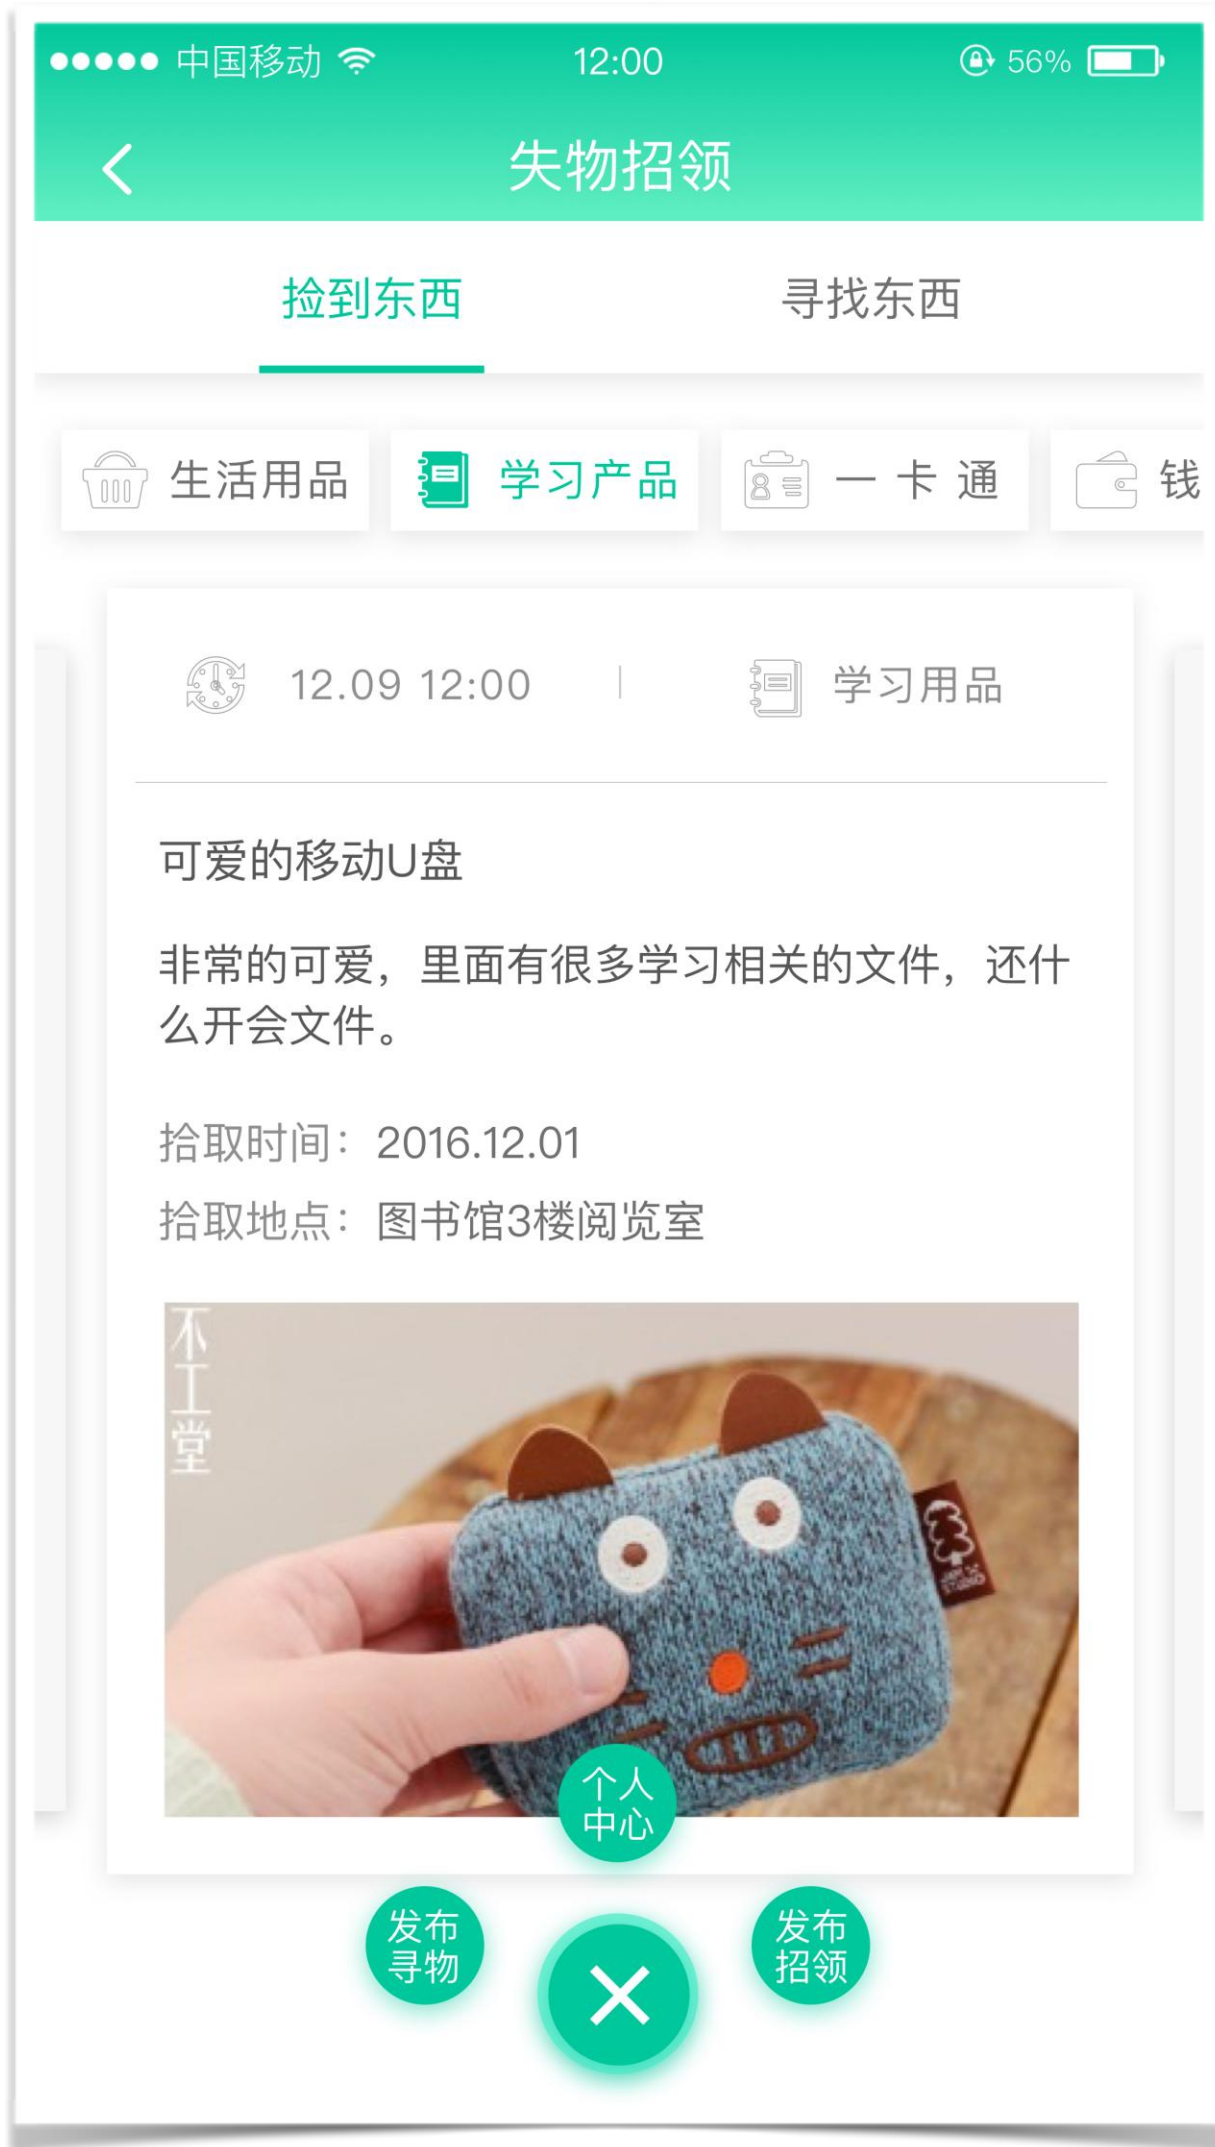 中国移动 12:00 56%
失物招领
捡到东西 寻找东西
生活用品 学习产品 一卡通 钱
12.09 12:00 学习用品
可爱的移动U盘
非常的可爱，里面有很多学习相关的文件，还什
么开会文件。
拾取时间：2016.12.01
拾取地点：图书馆3楼阅览室
不工堂
个人
中心
发布
寻物
发布
招领